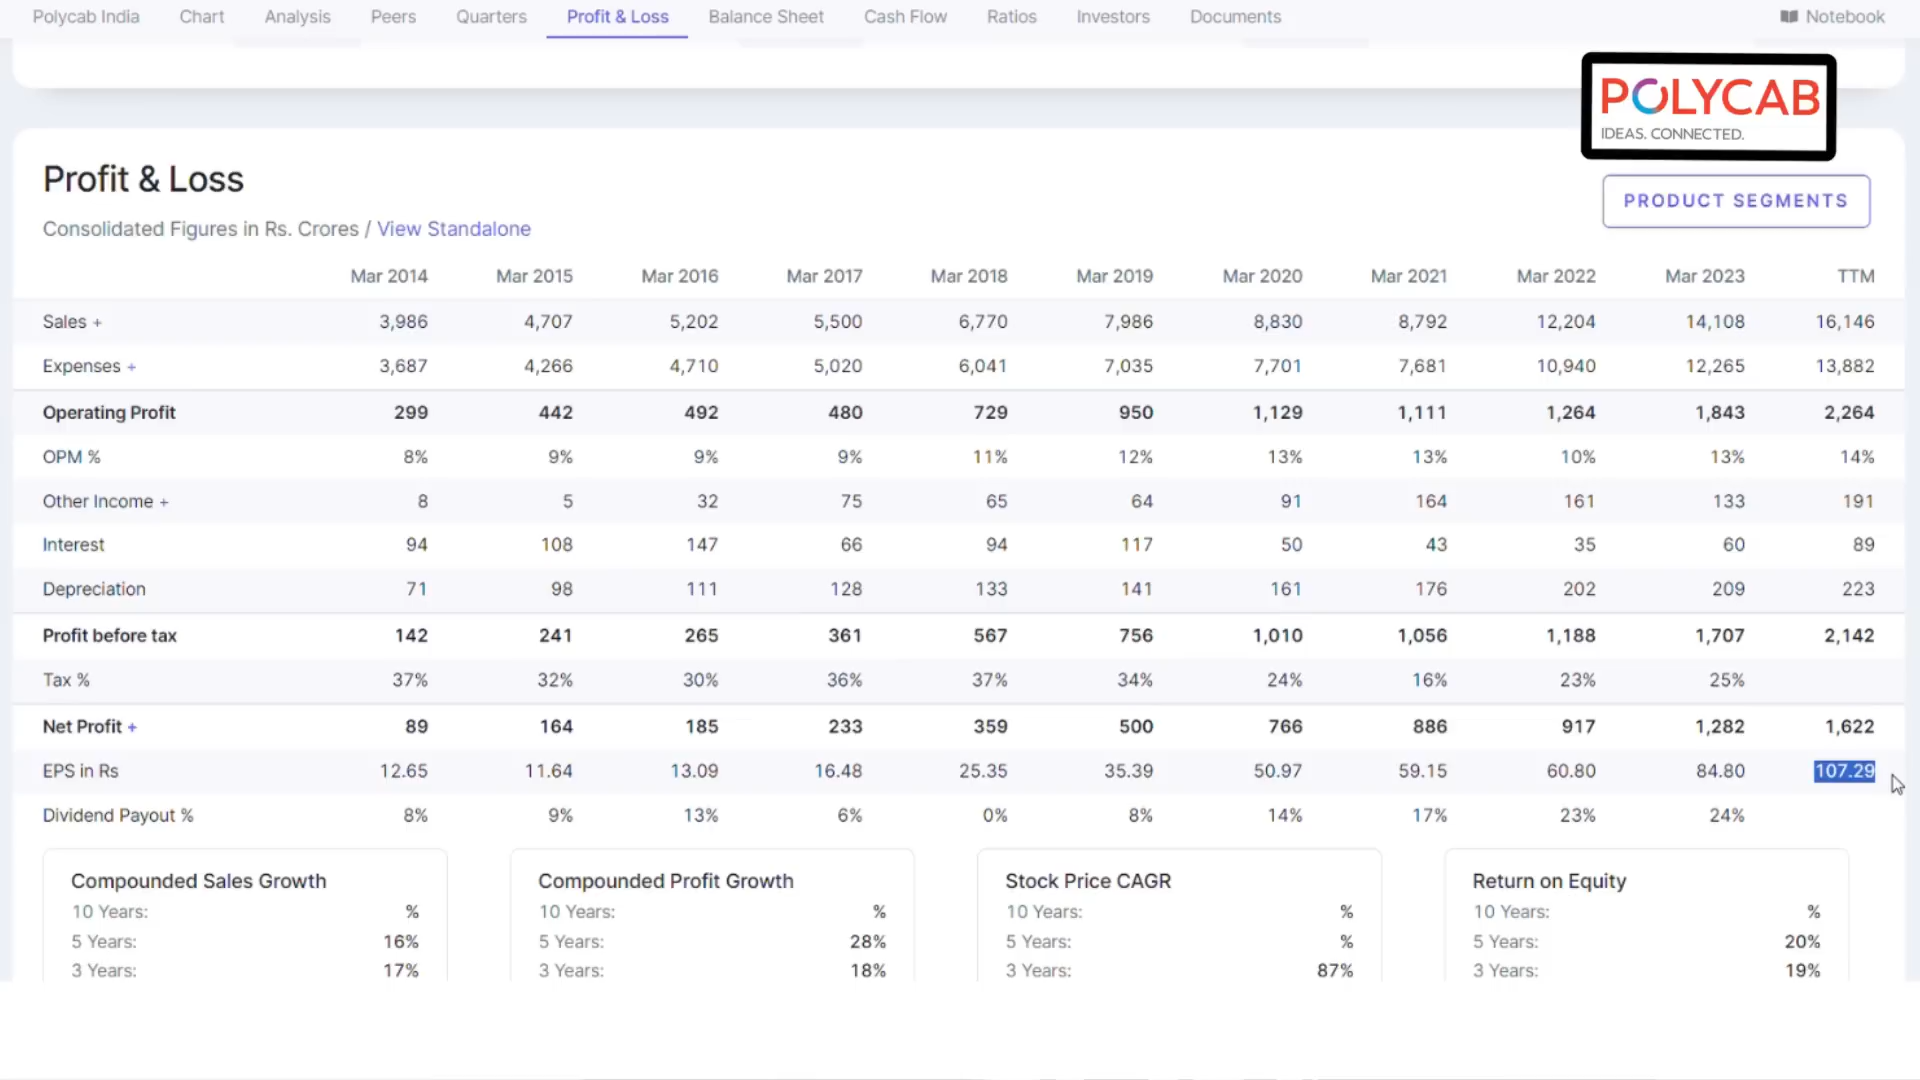 Polycab India Chart Analysis Peers Quarters Profit & Loss Balance Sheet Cash Flow Ratios Investors Documents Notebook
POLYCAB
IDEAS. CONNECTED.
Profit & Loss
PRODUCT SEGMENTS
Consolidated Figures in Rs. Crores / View Standalone
Mar 2014 Mar 2015 Mar 2016 Mar 2017 Mar 2018 Mar 2019 Mar 2020 Mar 2021 Mar 2022 Mar 2023 TTM
Sales + 3,986 4,707 5,202 5,500 6,770 7,986 8,830 8,792 12,204 14,108 16,146
Expenses + 3,687 4,266 4,710 5,020 6,041 7,035 7,701 7,681 10,940 12,265 13,882
Operating Profit 299 442 492 480 729 950 1,129 1,111 1,264 1,843 2,264
OPM % 8% 9% 9% 9% 11% 12% 13% 13% 10% 13% 14%
Other Income + 8 5 32 75 65 64 91 164 161 133 191
Interest 94 108 147 66 94 117 50 43 35 60 89
Depreciation 71 98 111 128 133 141 161 176 202 209 223
Profit before tax 142 241 265 361 567 756 1,010 1,056 1,188 1,707 2,142
Tax % 37% 32% 30% 36% 37% 34% 24% 16% 23% 25%
Net Profit + 89 164 185 233 359 500 766 886 917 1,282 1,622
EPS in Rs 12.65 11.64 13.09 16.48 25.35 35.39 50.97 59.15 60.80 84.80 107.29
Dividend Payout % 8% 9% 13% 6% 0% 8% 14% 17% 23% 24%
Compounded Sales Growth
10 Years: %
5 Years: 16%
3 Years: 17%
Compounded Profit Growth
10 Years: %
5 Years: 28%
3 Years: 18%
Stock Price CAGR
10 Years: %
5 Years: %
3 Years: 87%
Return on Equity
10 Years: %
5 Years: 20%
3 Years: 19%